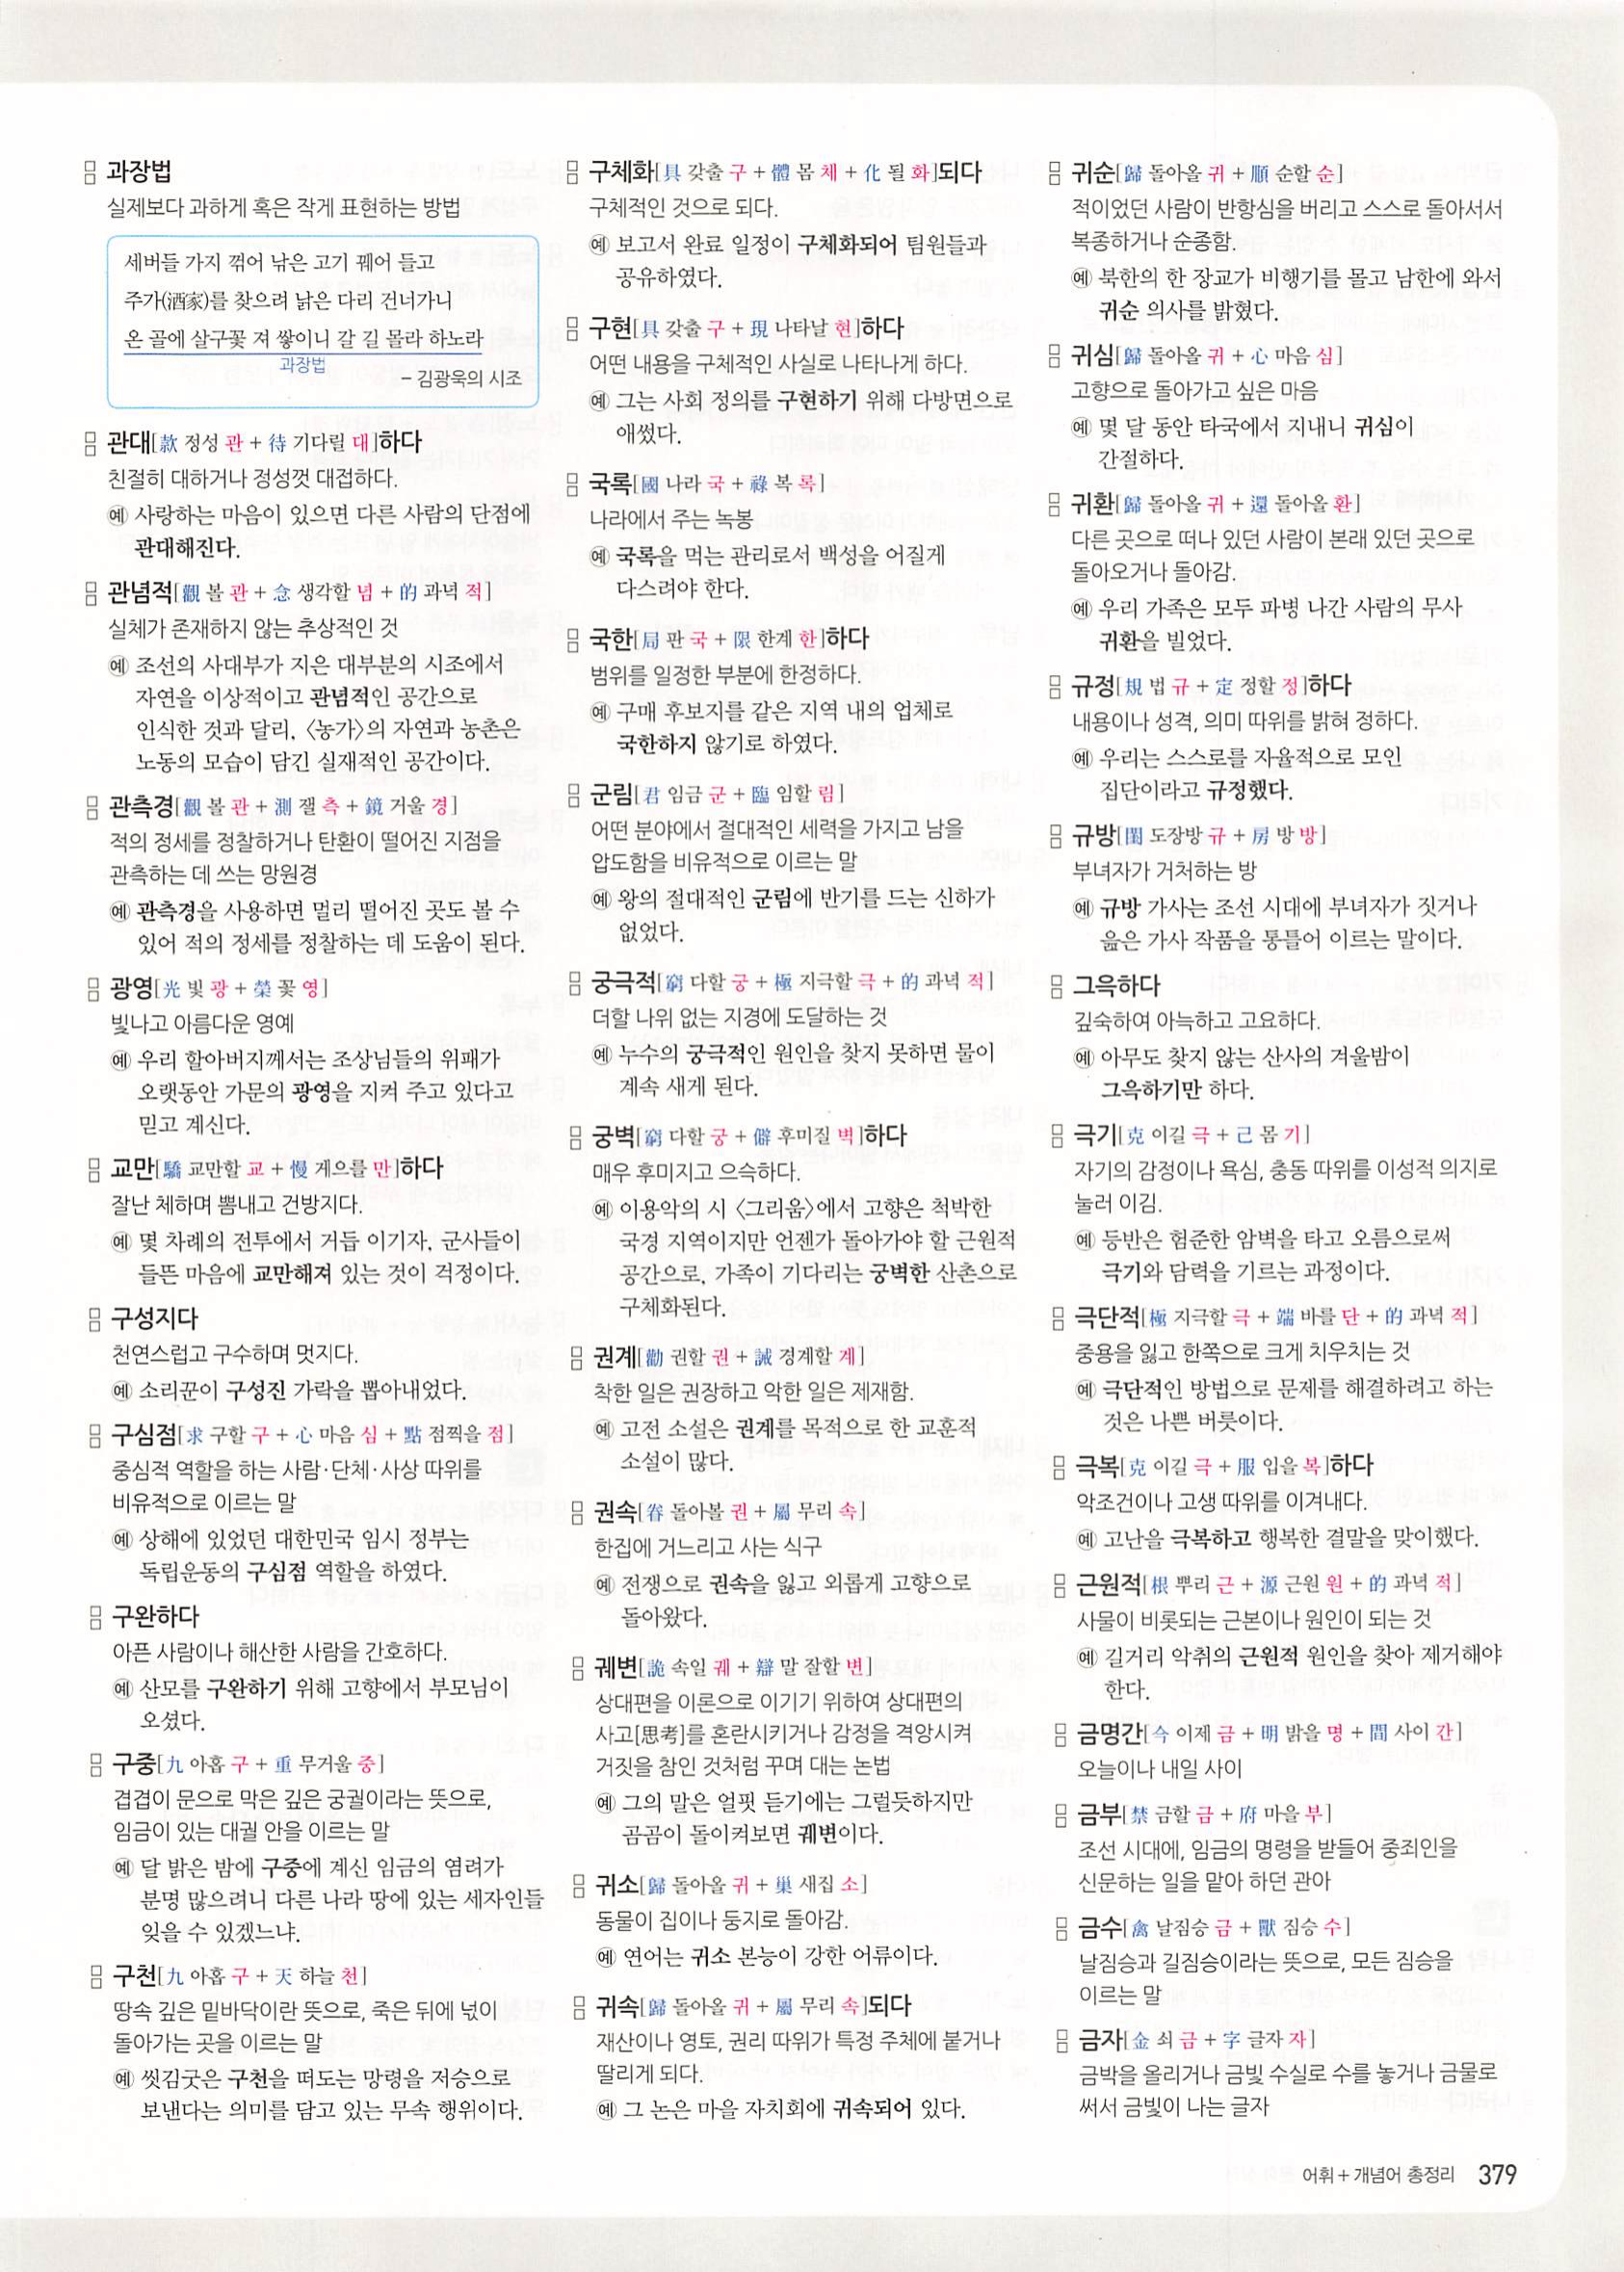 과장법
실제보다 과하게 혹은 작게 표현하는 방법
세버들 가지 꺾어 낚은 고기 꿰어 들고
주가(酒家)를 찾으려 낡은 다리 건너가니
온 골에 살구꽃 져 쌓이니 갈 길 몰라 하노라
과장법
– 김광욱의 시조
관대[款 정성 관 + 待 기다릴 대]하다
친절히 대하거나 정성껏 대접하다.
예 사랑하는 마음이 있으면 다른 사람의 단점에
관대해진다.
관념적[觀 볼 관 + 念 생각할 념 + 的 과녁 적]
실체가 존재하지 않는 추상적인 것
예 조선의 사대부가 지은 대부분의 시조에서
자연을 이상적이고 관념적인 공간으로
인식한 것과 달리, 〈농가〉의 자연과 농촌은
노동의 모습이 담긴 실재적인 공간이다.
관측경[觀 볼 관 + 測 잴 측 + 鏡 거울 경]
적의 정세를 정찰하거나 탄환이 떨어진 지점을
관측하는 데 쓰는 망원경
예 관측경을 사용하면 멀리 떨어진 곳도 볼 수
있어 적의 정세를 정찰하는 데 도움이 된다.
광영[光 빛 광 + 榮 꽃 영]
빛나고 아름다운 영예
예 우리 할아버지께서는 조상님들의 위패가
오랫동안 가문의 광영을 지켜 주고 있다고
믿고 계신다.
교만[驕 교만할 교 + 慢 게으를 만]하다
잘난 체하며 뽐내고 건방지다.
예 몇 차례의 전투에서 거듭 이기자, 군사들이
들뜬 마음에 교만해져 있는 것이 걱정이다.
구성지다
천연스럽고 구수하며 멋지다.
예 소리꾼이 구성진 가락을 뽑아내었다.
구심점[求 구할 구 + 心 마음 심 + 點 점찍을 점]
중심적 역할을 하는 사람·단체·사상 따위를
비유적으로 이르는 말
예 상해에 있었던 대한민국 임시 정부는
독립운동의 구심점 역할을 하였다.
구완하다
아픈 사람이나 해산한 사람을 간호하다.
예 산모를 구완하기 위해 고향에서 부모님이
오셨다.
구중[九 아홉 구 + 重 무거울 중]
겹겹이 문으로 막은 깊은 궁궐이라는 뜻으로,
임금이 있는 대궐 안을 이르는 말
예 달 밝은 밤에 구중에 계신 임금의 염려가
분명 많으려니 다른 나라 땅에 있는 세자인들
잊을 수 있겠느냐.
구천[九 아홉 구 + 天 하늘 천]
땅속 깊은 밑바닥이란 뜻으로, 죽은 뒤에 넋이
돌아가는 곳을 이르는 말
예 씻김굿은 구천을 떠도는 망령을 저승으로
보낸다는 의미를 담고 있는 무속 행위이다.
구체화[具 갖출 구 + 體 몸 체 + 化 될 화]되다
구체적인 것으로 되다.
예 보고서 완료 일정이 구체화되어 팀원들과
공유하였다.
구현[具 갖출 구 + 現 나타날 현]하다
어떤 내용을 구체적인 사실로 나타나게 하다.
예 그는 사회 정의를 구현하기 위해 다방면으로
애썼다.
국록[國 나라 국 + 祿 복 록]
나라에서 주는 녹봉
예 국록을 먹는 관리로서 백성을 어질게
다스려야 한다.
국한[局 판 국 + 限 한계 한]하다
범위를 일정한 부분에 한정하다.
예 구매 후보지를 같은 지역 내의 업체로
국한하지 않기로 하였다.
군림[君 임금 군 + 臨 임할 림]
어떤 분야에서 절대적인 세력을 가지고 남을
압도함을 비유적으로 이르는 말
예 왕의 절대적인 군림에 반기를 드는 신하가
없었다.
궁극적[窮 다할 궁 + 極 지극할 극 + 的 과녁 적]
더할 나위 없는 지경에 도달하는 것
예 누수의 궁극적인 원인을 찾지 못하면 물이
계속 새게 된다.
궁벽[窮 다할 궁 + 僻 후미질 벽]하다
매우 후미지고 으슥하다.
예 이용악의 시 〈그리움〉에서 고향은 척박한
국경 지역이지만 언젠가 돌아가야 할 근원적
공간으로, 가족이 기다리는 궁벽한 산촌으로
구체화된다.
권계[勸 권할 권 + 誡 경계할 계]
착한 일은 권장하고 악한 일은 제재함.
예 고전 소설은 권계를 목적으로 한 교훈적
소설이 많다.
권속[眷 돌아볼 권 + 屬 무리 속]
한집에 거느리고 사는 식구
예 전쟁으로 권속을 잃고 외롭게 고향으로
돌아왔다.
궤변[詭 속일 궤 + 辯 말 잘할 변]
상대편을 이론으로 이기기 위하여 상대편의
사고[思考]를 혼란시키거나 감정을 격앙시켜
거짓을 참인 것처럼 꾸며 대는 논법
예 그의 말은 얼핏 듣기에는 그럴듯하지만
곰곰이 돌이켜보면 궤변이다.
귀소[歸 돌아올 귀 + 巢 새집 소]
동물이 집이나 둥지로 돌아감.
예 연어는 귀소 본능이 강한 어류이다.
귀속[歸 돌아올 귀 + 屬 무리 속]되다
재산이나 영토, 권리 따위가 특정 주체에 붙거나
딸리게 되다.
예 그 논은 마을 자치회에 귀속되어 있다.
귀순[歸 돌아올 귀 + 順 순할 순]
적이었던 사람이 반항심을 버리고 스스로 돌아서서
복종하거나 순종함.
예 북한의 한 장교가 비행기를 몰고 남한에 와서
귀순 의사를 밝혔다.
귀심[歸 돌아올 귀 + 心 마음 심]
고향으로 돌아가고 싶은 마음
예 몇 달 동안 타국에서 지내니 귀심이
간절하다.
귀환[歸 돌아올 귀 + 還 돌아올 환]
다른 곳으로 떠나 있던 사람이 본래 있던 곳으로
돌아오거나 돌아감.
예 우리 가족은 모두 파병 나간 사람의 무사
귀환을 빌었다.
규정[規 법 규 + 定 정할 정]하다
내용이나 성격, 의미 따위를 밝혀 정하다.
예 우리는 스스로를 자율적으로 모인
집단이라고 규정했다.
규방[閨 도장방 규 + 房 방 방]
부녀자가 거처하는 방
예 규방 가사는 조선 시대에 부녀자가 짓거나
읊은 가사 작품을 통틀어 이르는 말이다.
그윽하다
깊숙하여 아늑하고 고요하다.
예 아무도 찾지 않는 산사의 겨울밤이
그윽하기만 하다.
극기[克 이길 극 + 己 몸 기]
자기의 감정이나 욕심, 충동 따위를 이성적 의지로
눌러 이김.
예 등반은 험준한 암벽을 타고 오름으로써
극기와 담력을 기르는 과정이다.
극단적[極 지극할 극 + 端 바를 단 + 的 과녁 적]
중용을 잃고 한쪽으로 크게 치우치는 것
예 극단적인 방법으로 문제를 해결하려고 하는
것은 나쁜 버릇이다.
극복[克 이길 극 + 服 입을 복]하다
악조건이나 고생 따위를 이겨내다.
예 고난을 극복하고 행복한 결말을 맞이했다.
근원적[根 뿌리 근 + 源 근원 원 + 的 과녁 적]
사물이 비롯되는 근본이나 원인이 되는 것
예 길거리 악취의 근원적 원인을 찾아 제거해야
한다.
금명간[今 이제 금 + 明 밝을 명 + 間 사이 간]
오늘이나 내일 사이
금부[禁 금할 금 + 府 마을 부]
조선 시대에, 임금의 명령을 받들어 중죄인을
신문하는 일을 맡아 하던 관아
금수[禽 날짐승 금 + 獸 짐승 수]
날짐승과 길짐승이라는 뜻으로, 모든 짐승을
이르는 말
금자[金 쇠 금 + 字 글자 자]
금박을 올리거나 금빛 수실로 수를 놓거나 금물로
써서 금빛이 나는 글자
어휘 + 개념어 총정리 379